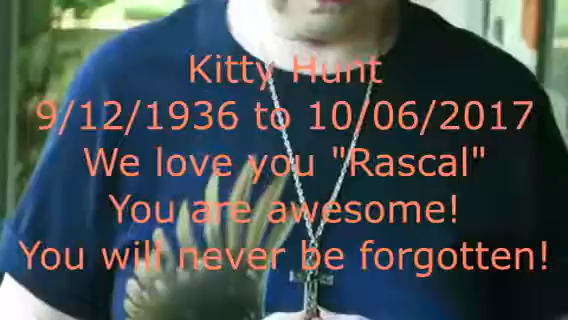 Kitty Hunt
9/12/1936 to 10/06/2017
We love you "Rascal"
You are awesome!
You will never be forgotten!